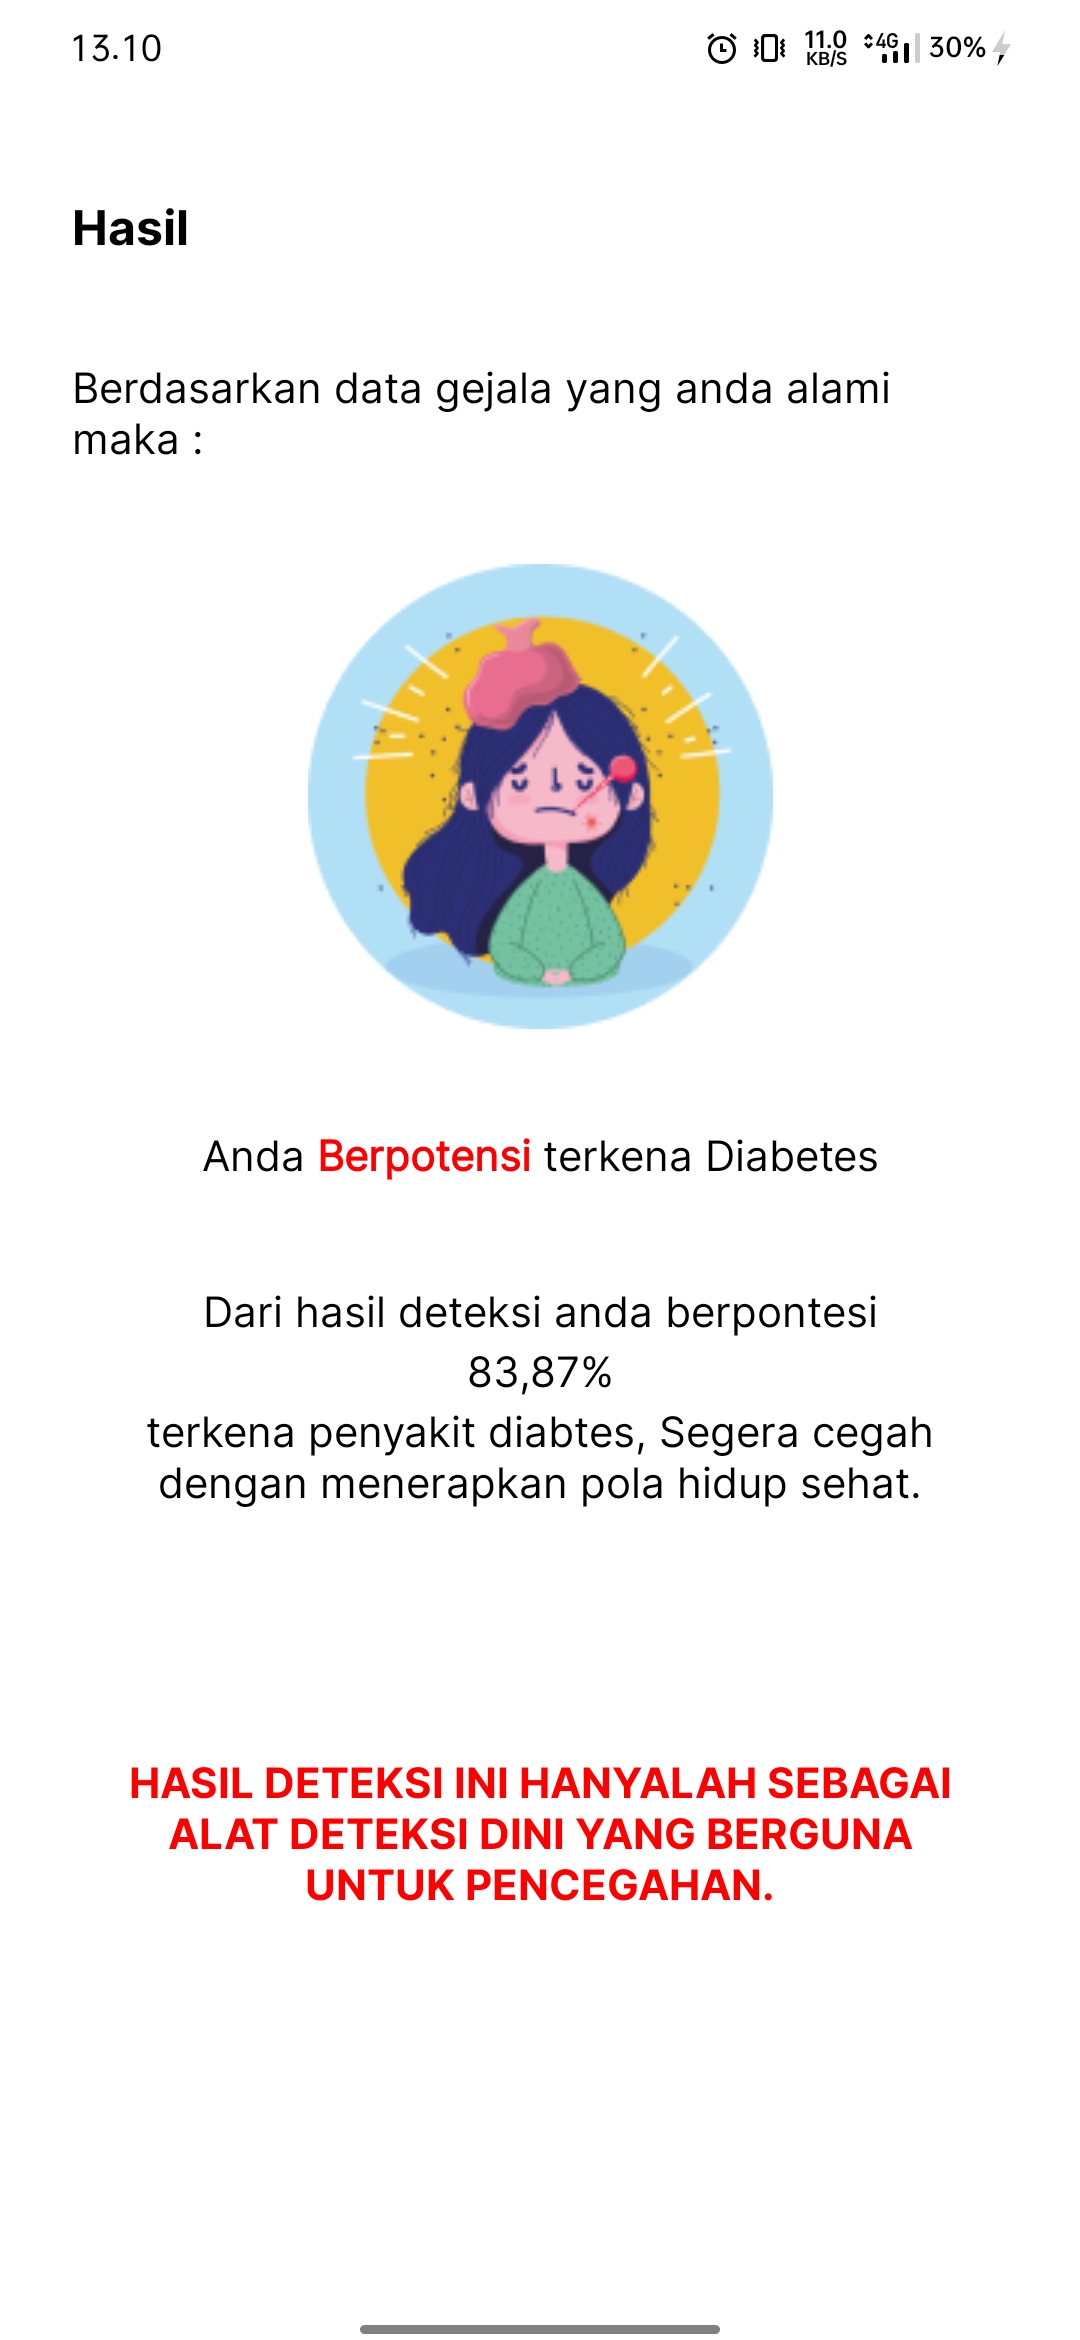 13.10
11.0 4G 30%
KB/S
Hasil
Berdasarkan data gejala yang anda alami
maka :
Anda Berpotensi terkena Diabetes
Dari hasil deteksi anda berpontesi
83,87%
terkena penyakit diabtes, Segera cegah
dengan menerapkan pola hidup sehat.
HASIL DETEKSI INI HANYALAH SEBAGAI
ALAT DETEKSI DINI YANG BERGUNA
UNTUK PENCEGAHAN.